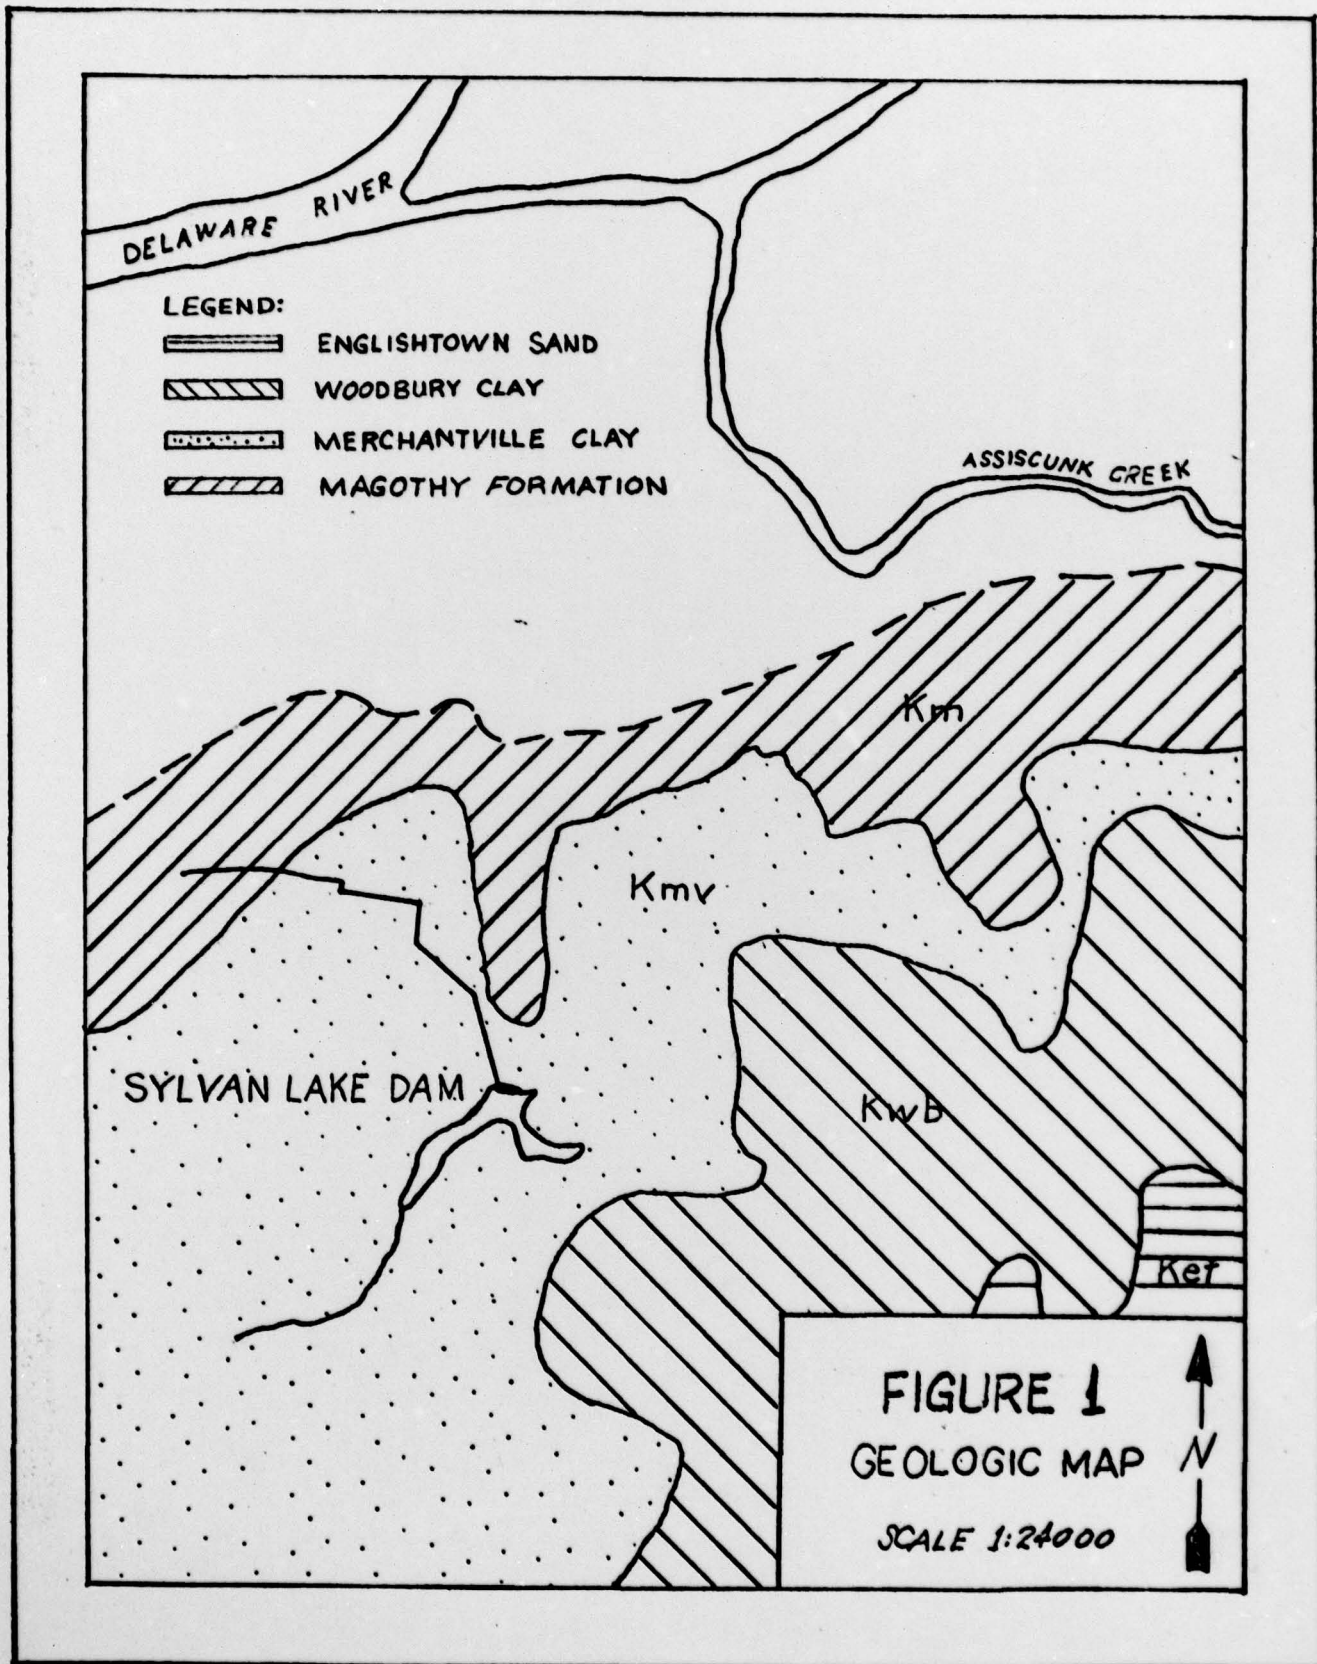 DELAWARE RIVER
LEGEND:
ENGLISHTOWN SAND
WOODBURY CLAY
MERCHANTVILLE CLAY
MAGOTHY FORMATION
ASSISCUNK CREEK
Km
Kmv
SYLVAN LAKE DAM
Kwb
Ket
FIGURE 1
GEOLOGIC MAP
N
SCALE 1:24000